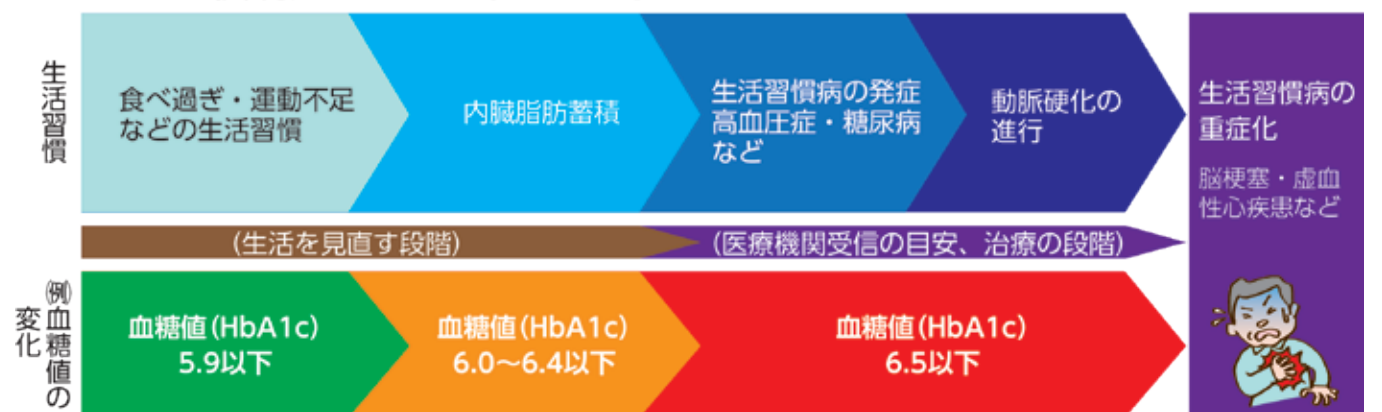 生活習慣
食べ過ぎ・運動不足
などの生活習慣
内臓脂肪蓄積
生活習慣病の発症
高血圧症・糖尿病
など
動脈硬化の
進行
生活習慣病の
重症化
脳梗塞・虚血
性心疾患など
(生活を見直す段階)
(医療機関受信の目安、治療の段階)
(例)血糖値の
変化
血糖値(HbA1c)
5.9以下
血糖値(HbA1c)
6.0～6.4以下
血糖値(HbA1c)
6.5以下